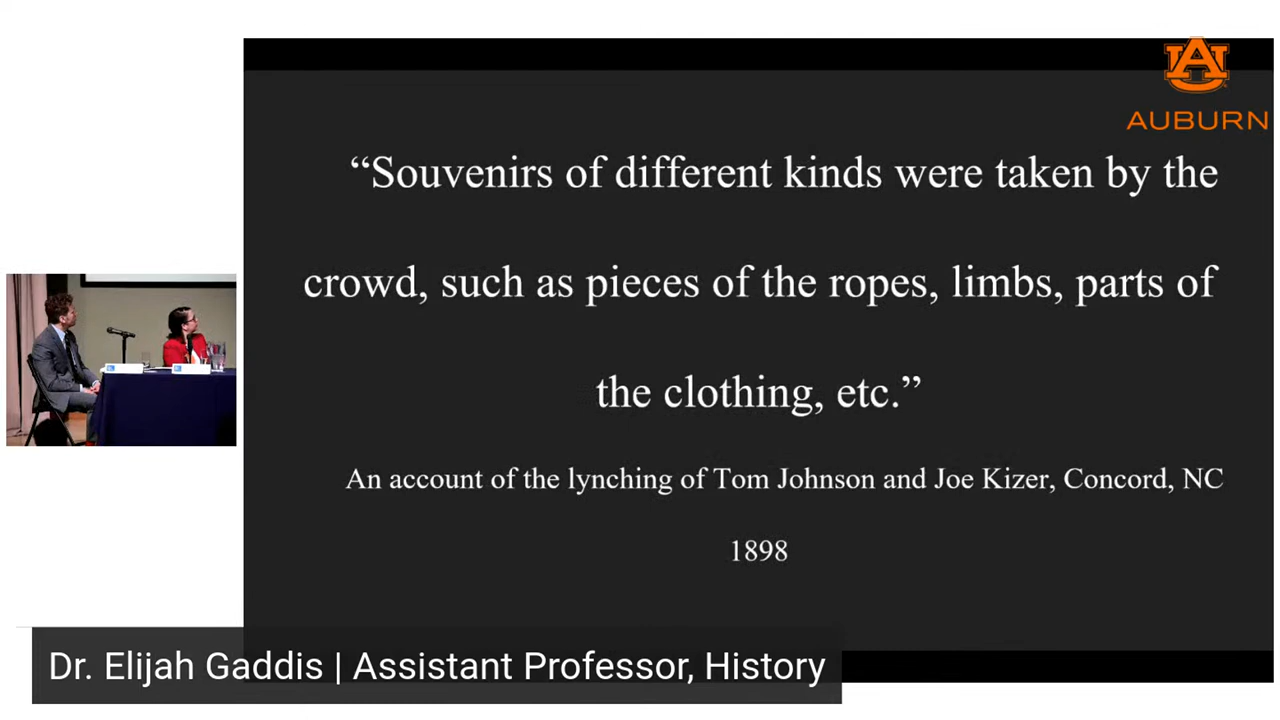 AUBURN
“Souvenirs of different kinds were taken by the
crowd, such as pieces of the ropes, limbs, parts of
the clothing, etc.”
An account of the lynching of Tom Johnson and Joe Kizer, Concord, NC
1898
Dr. Elijah Gaddis | Assistant Professor, History